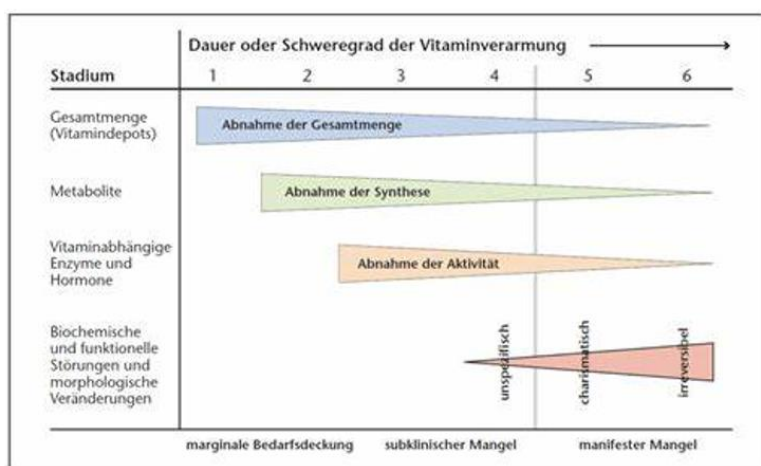 Dauer oder Schweregrad der Vitaminverarmung
Stadium 1 2 3 4 5 6
Gesamtmenge
(Vitamindepots)
Abnahme der Gesamtmenge
Metabolite
Abnahme der Synthese
Vitaminabhängige
Enzyme und
Hormone
Abnahme der Aktivität
Biochemische
und funktionelle
Störungen und
morphologische
Veränderungen
unspezifisch
charismatisch
irreversibel
marginale Bedarfsdeckung subklinischer Mangel manifester Mangel